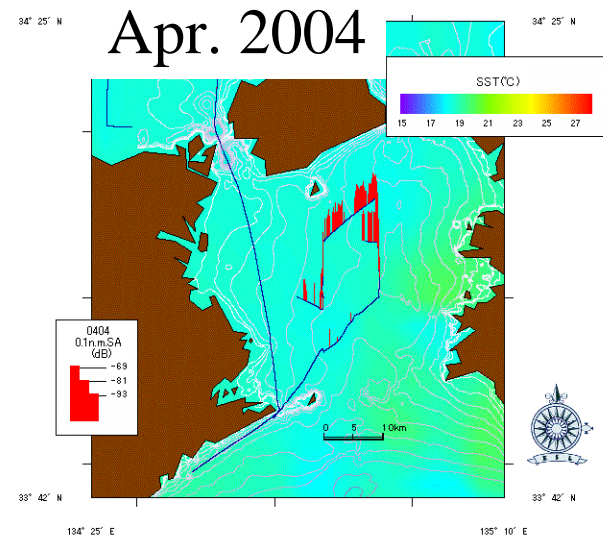 Apr. 2004
34° 25′ N
34° 25′ N
SST(℃)
15 17 19 21 23 25 27
0404
0.1n.m.SA
(dB)
-69
-81
-93
0 5 10km
33° 42′ N
33° 42′ N
134° 25′ E
135° 10′ E